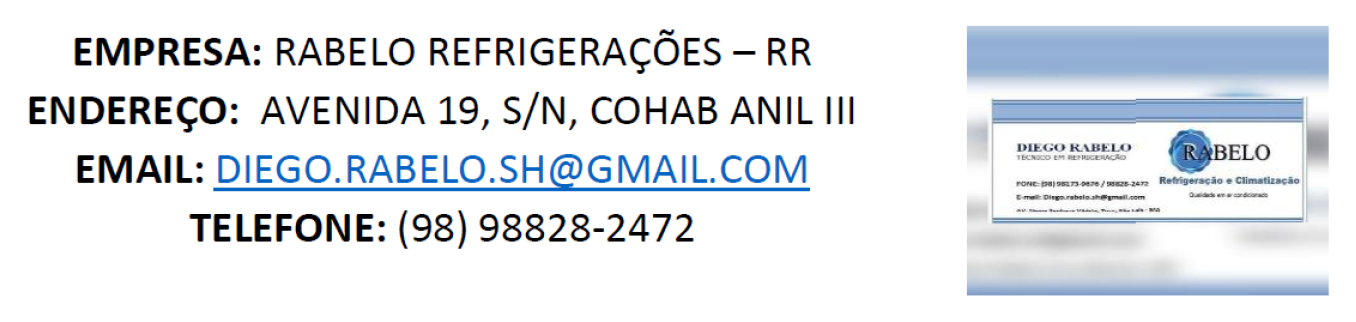 EMPRESA: RABELO REFRIGERAÇÕES – RR
ENDEREÇO: AVENIDA 19, S/N, COHAB ANIL III
EMAIL: DIEGO.RABELO.SH@GMAIL.COM
TELEFONE: (98) 98828-2472
DIEGO RABELO
TÉCNICO EM REFRIGERAÇÃO
RABELO
Refrigeração e Climatização
Qualidade em ar condicionado
FONE: (98) 98173-9676 / 98828-2472
E-mail: Diego.rabelo.sh@gmail.com